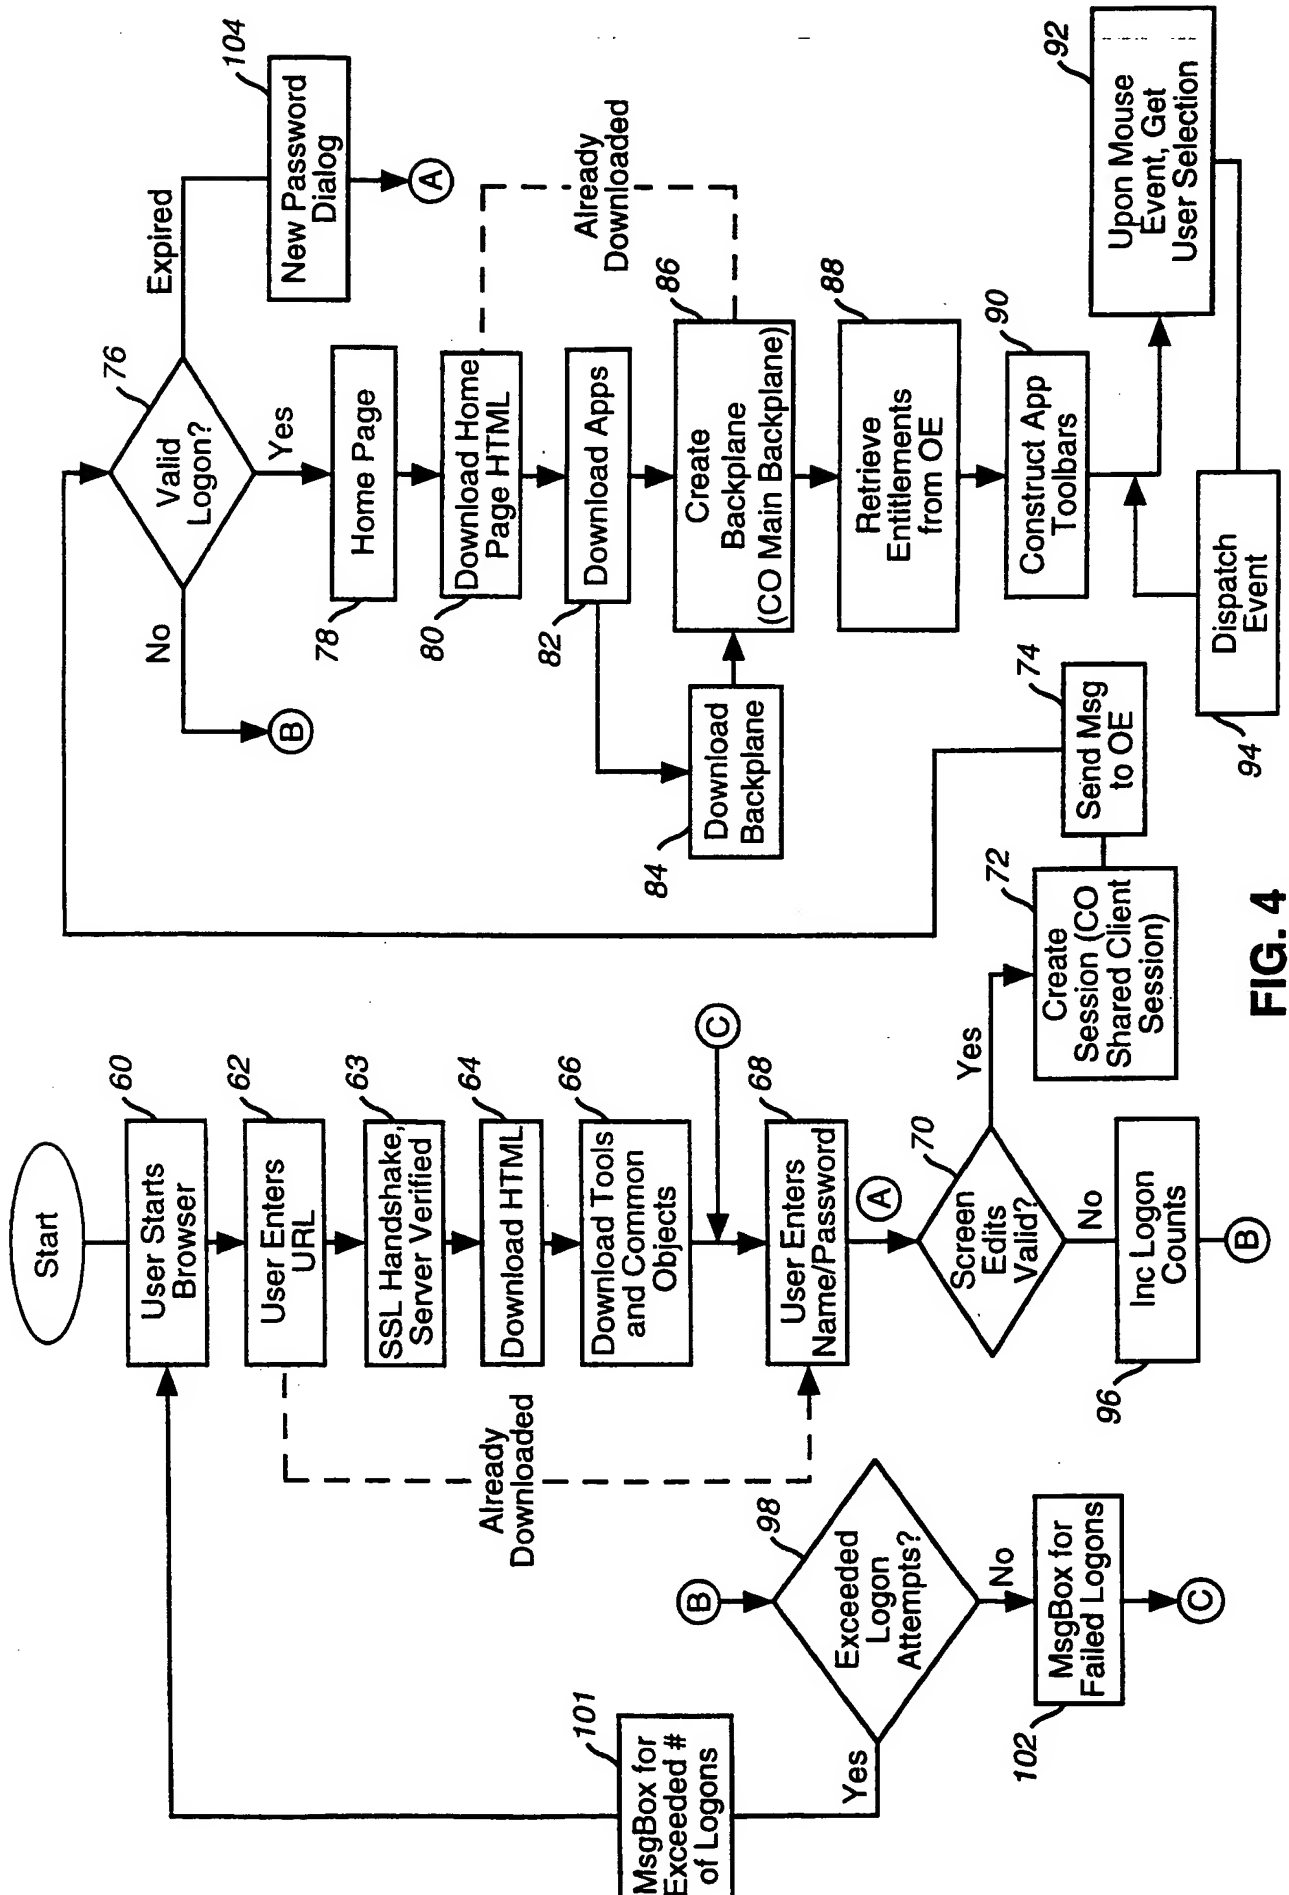 Start
60
User Starts
Browser
62
User Enters
URL
63
SSL Handshake,
Server Verified
64
Download HTML
66
Download Tools
and Common
Objects
C
Already
Downloaded
68
User Enters
Name/Password
A
70
Screen
Edits
Valid?
Yes
No
96
Inc Logon
Counts
B
101
MsgBox for
Exceeded #
of Logons
B
98
Exceeded
Logon
Attempts?
Yes
No
102
MsgBox for
Failed Logons
C
72
Create
Session (CO
Shared Client
Session)
74
Send Msg
to OE
76
Valid
Logon?
No
B
Expired
104
New Password
Dialog
A
Yes
78
Home Page
80
Download Home
Page HTML
Already
Downloaded
82
Download Apps
84
Download
Backplane
86
Create
Backplane
(CO Main Backplane)
88
Retrieve
Entitlements
from OE
90
Construct App
Toolbars
92
Upon Mouse
Event, Get
User Selection
94
Dispatch
Event
FIG. 4